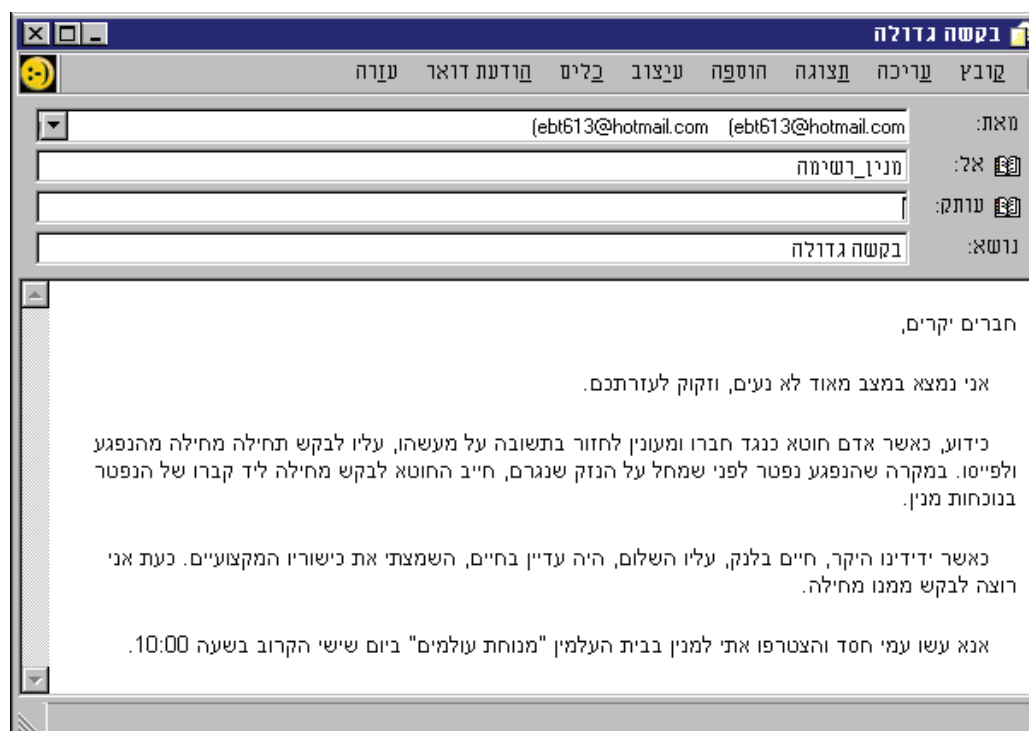 בקשה גדולה
קובץ עריכה תצוגה הוספה עיצוב כלים הודעת דואר עזרה
מאת: (ebt613@hotmail.com (ebt613@hotmail.com
אל: מנין_רשימה
עותק:
נושא: בקשה גדולה
חברים יקרים,
אני נמצא במצב מאוד לא נעים, וזקוק לעזרתכם.
כידוע, כאשר אדם חוטא כנגד חברו ומעונין לחזור בתשובה על מעשהו, עליו לבקש תחילה מחילה מהנפגע
ולפייסו. במקרה שהנפגע נפטר לפני שמחל על הנזק שנגרם, חייב החוטא לבקש מחילה ליד קברו של הנפטר
בנוכחות מנין.
כאשר ידידינו היקר, חיים בלנק, עליו השלום, היה עדיין בחיים, השמצתי את כישוריו המקצועיים. כעת אני
רוצה לבקש ממנו מחילה.
אנא עשו עמי חסד והצטרפו אתי למנין בבית העלמין "מנוחת עולמים" ביום שישי הקרוב בשעה 10:00.